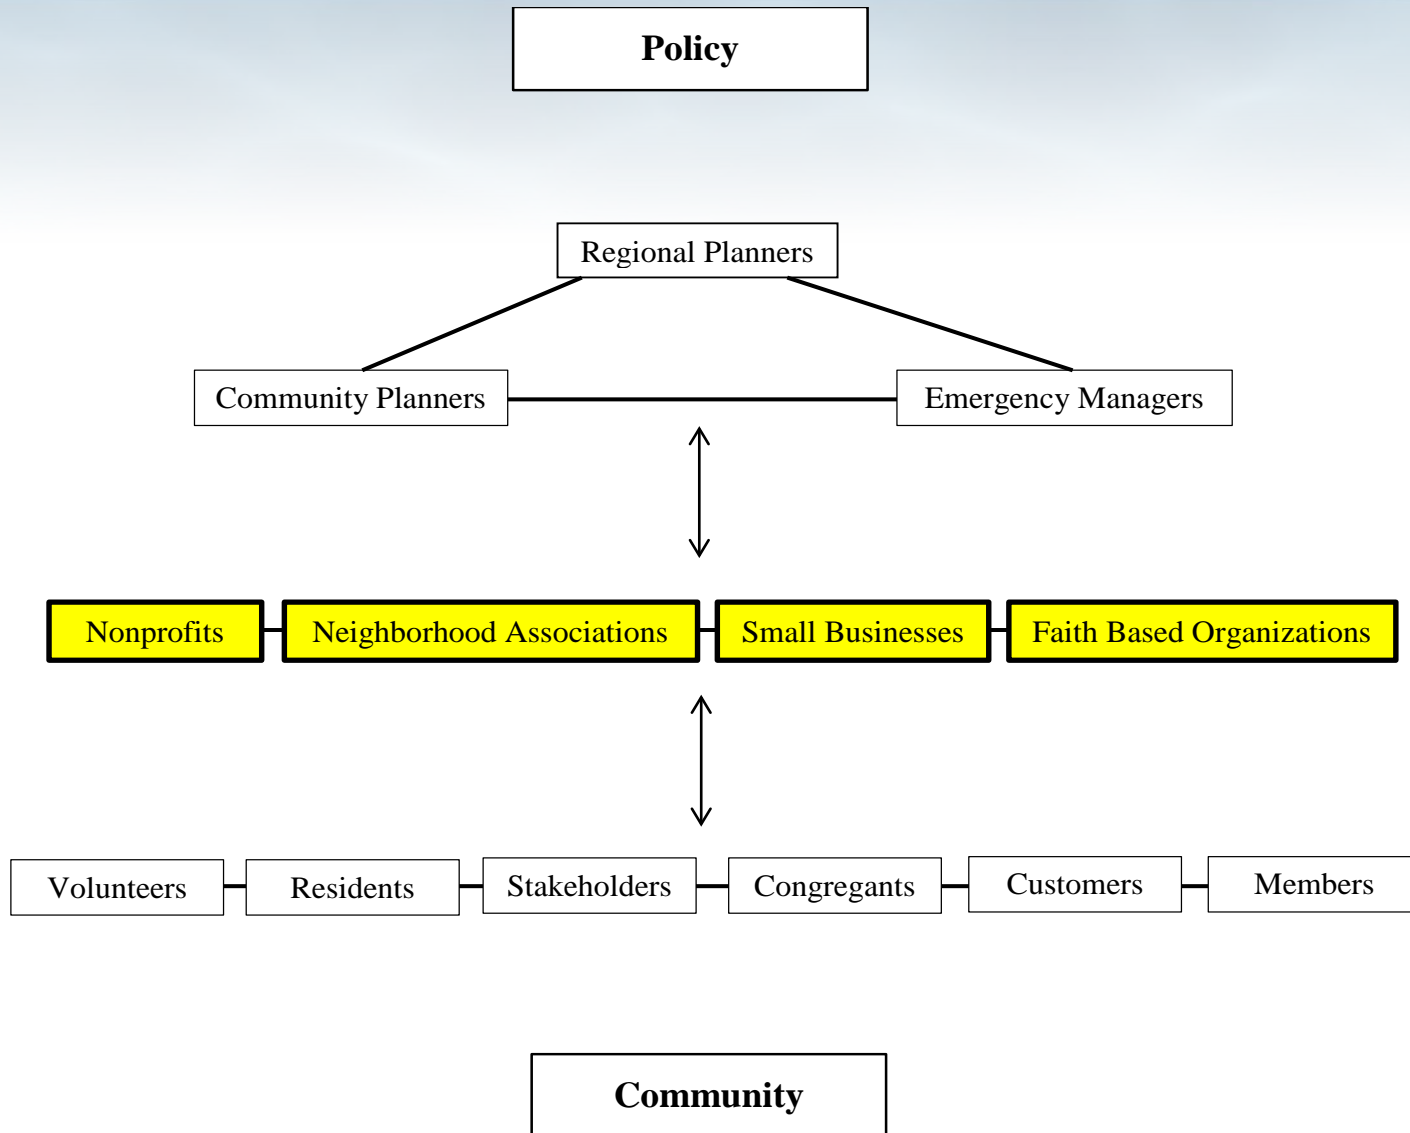 Policy
Regional Planners
Community Planners
Emergency Managers
Nonprofits
Neighborhood Associations
Small Businesses
Faith Based Organizations
Volunteers
Residents
Stakeholders
Congregants
Customers
Members
Community